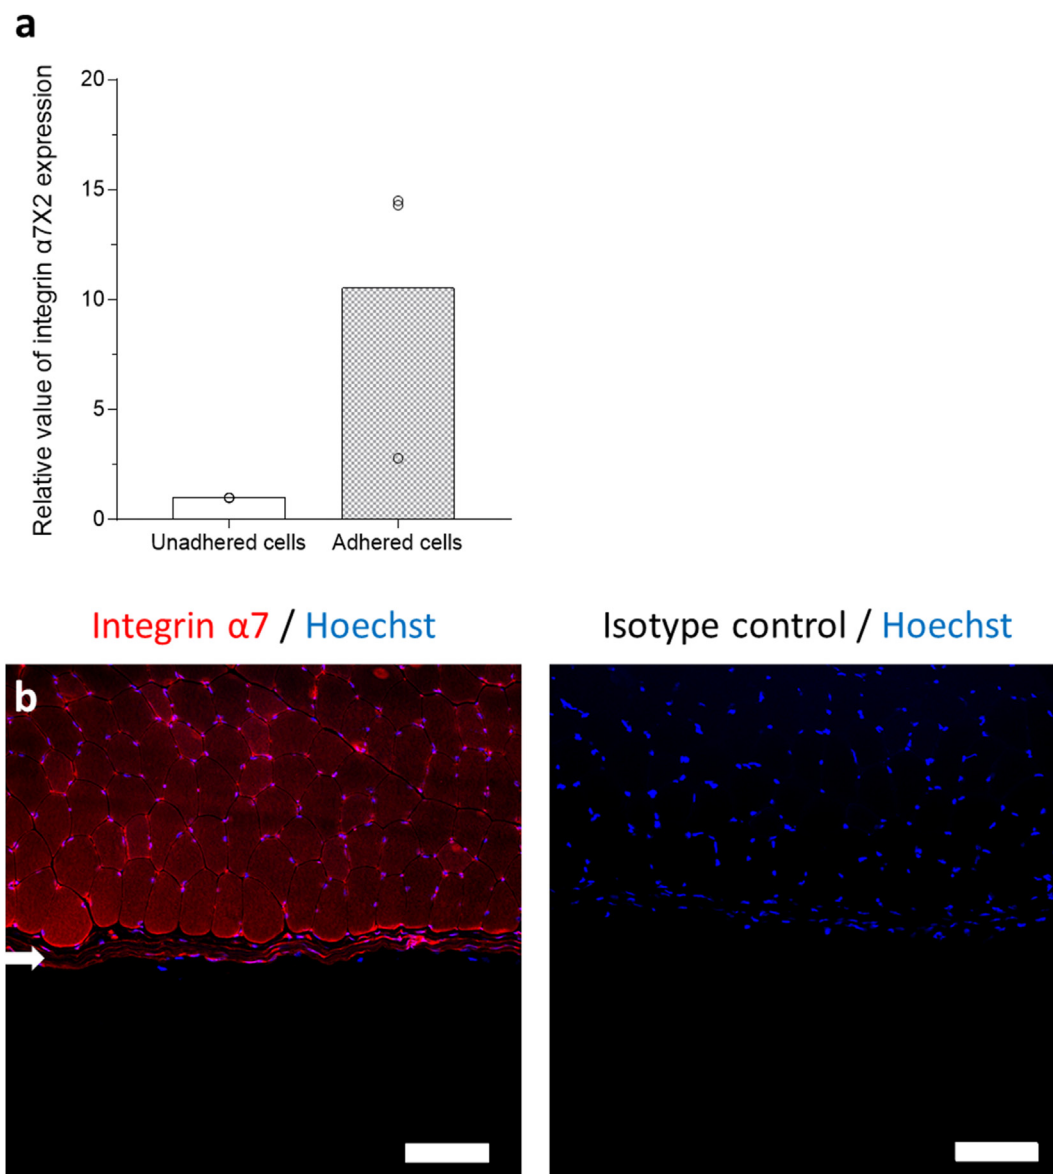 a
Relative value of integrin α7X2 expression
20
15
10
5
0
Unadhered cells
Adhered cells
Integrin α7 / Hoechst
Isotype control / Hoechst
b